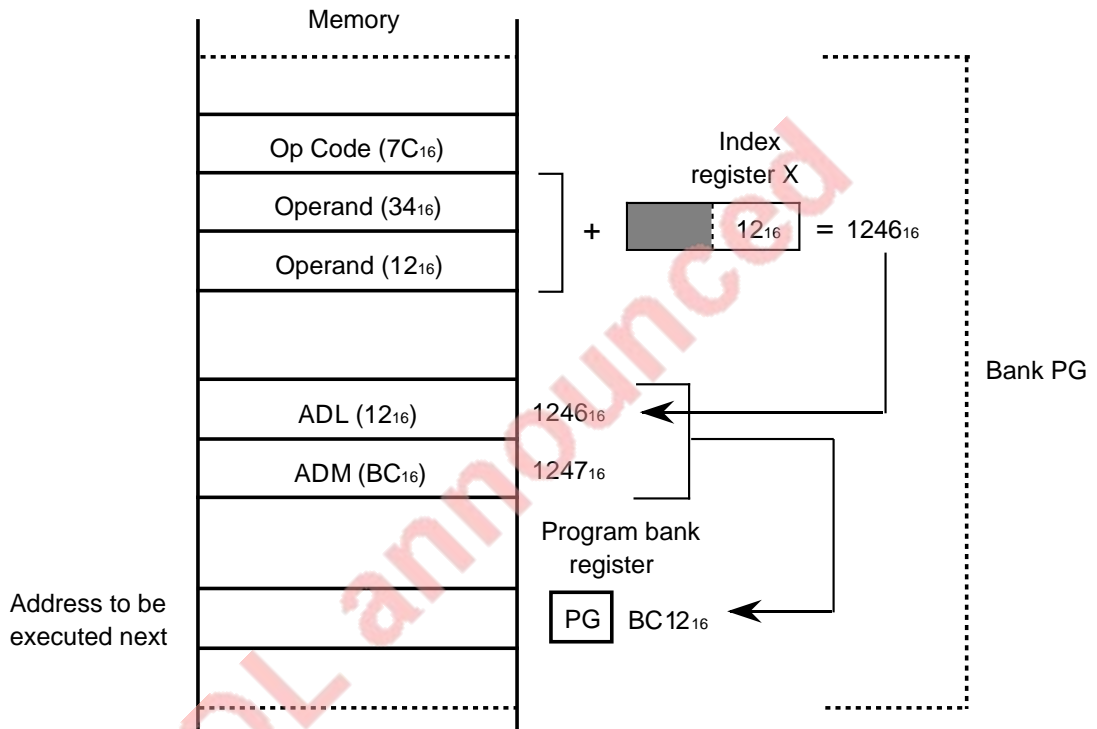 Memory
Op Code (7C16)
Operand (3416)
Operand (1216)
+
Index
register X
1216
= 124616
ADL (1216)
124616
ADM (BC16)
124716
Bank PG
Program bank
register
PG
BC1216
Address to be
executed next
OL announced